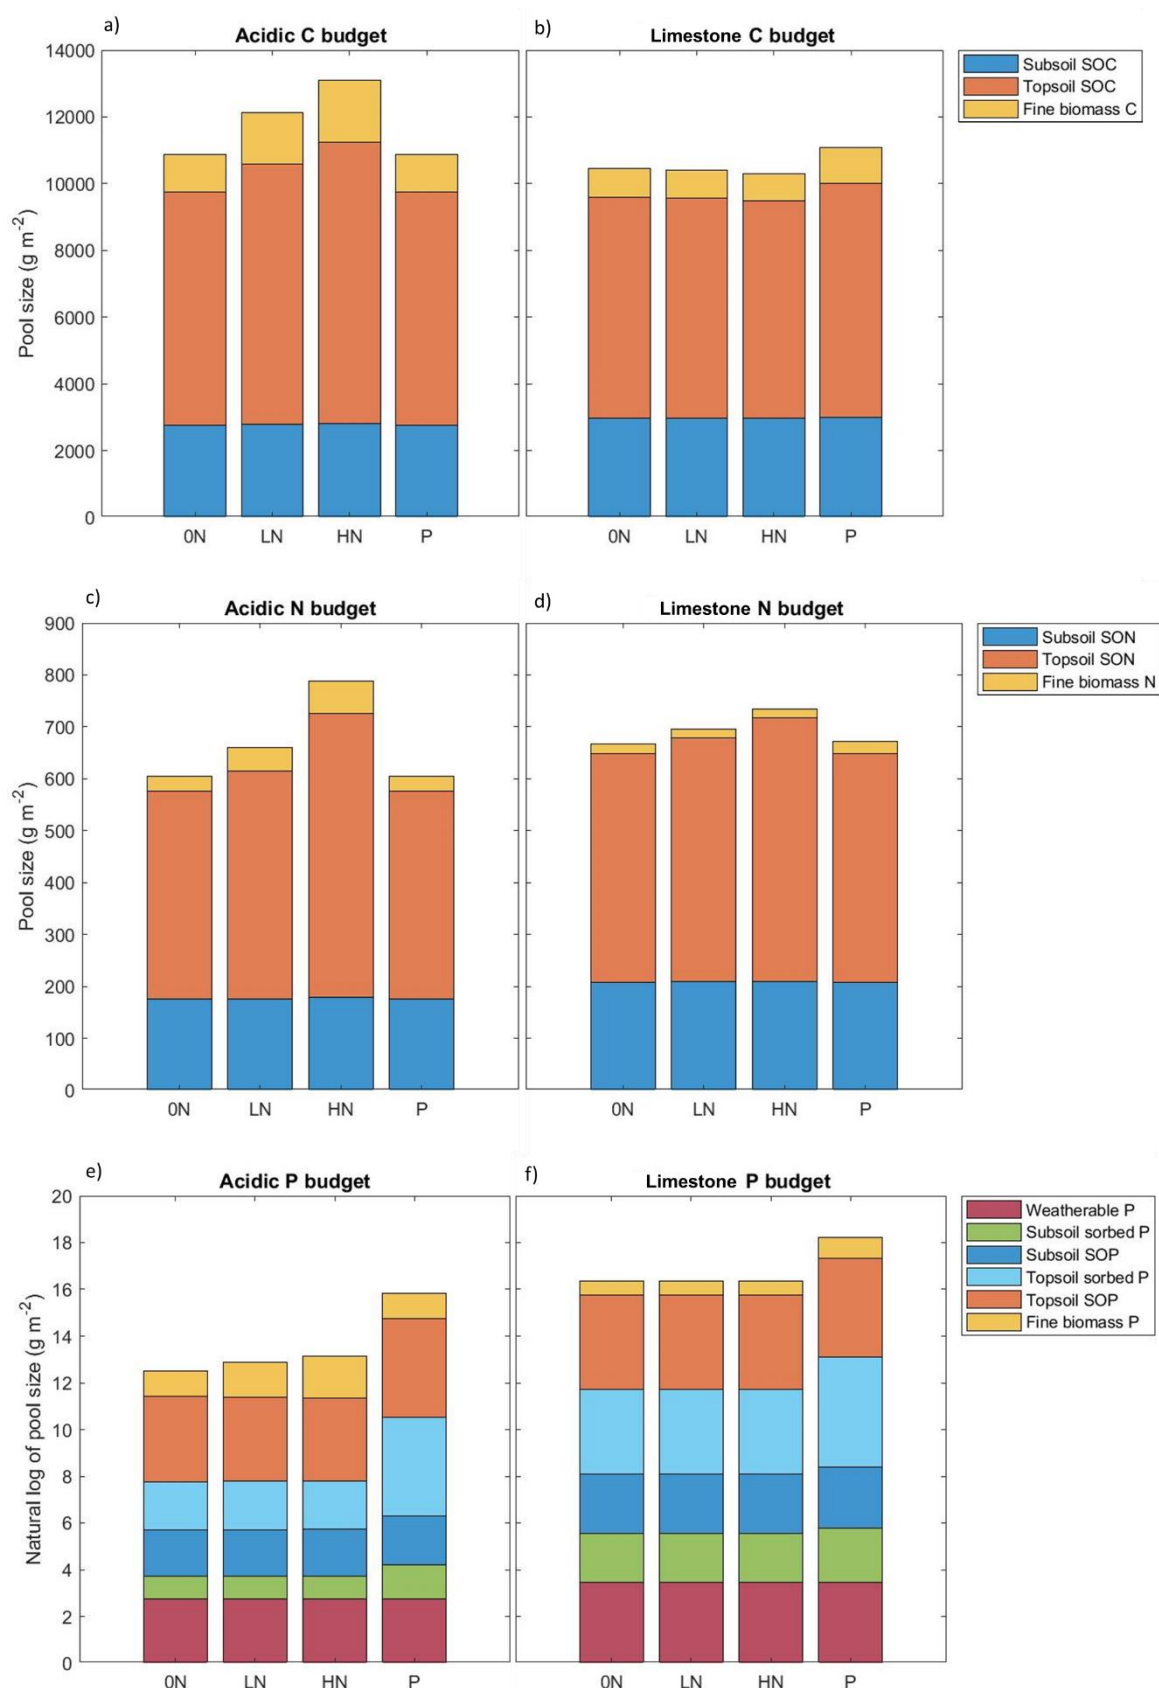 a)
Acidic C budget
b)
Limestone C budget
14000
12000
10000
8000
6000
4000
2000
0
Pool size (g m-2)
0N LN HN P
0N LN HN P
Subsoil SOC
Topsoil SOC
Fine biomass C
c)
Acidic N budget
d)
Limestone N budget
900
800
700
600
500
400
300
200
100
0
Pool size (g m-2)
0N LN HN P
0N LN HN P
Subsoil SON
Topsoil SON
Fine biomass N
e)
Acidic P budget
f)
Limestone P budget
20
18
16
14
12
10
8
6
4
2
0
Natural log of pool size (g m-2)
0N LN HN P
0N LN HN P
Weatherable P
Subsoil sorbed P
Subsoil SOP
Topsoil sorbed P
Topsoil SOP
Fine biomass P